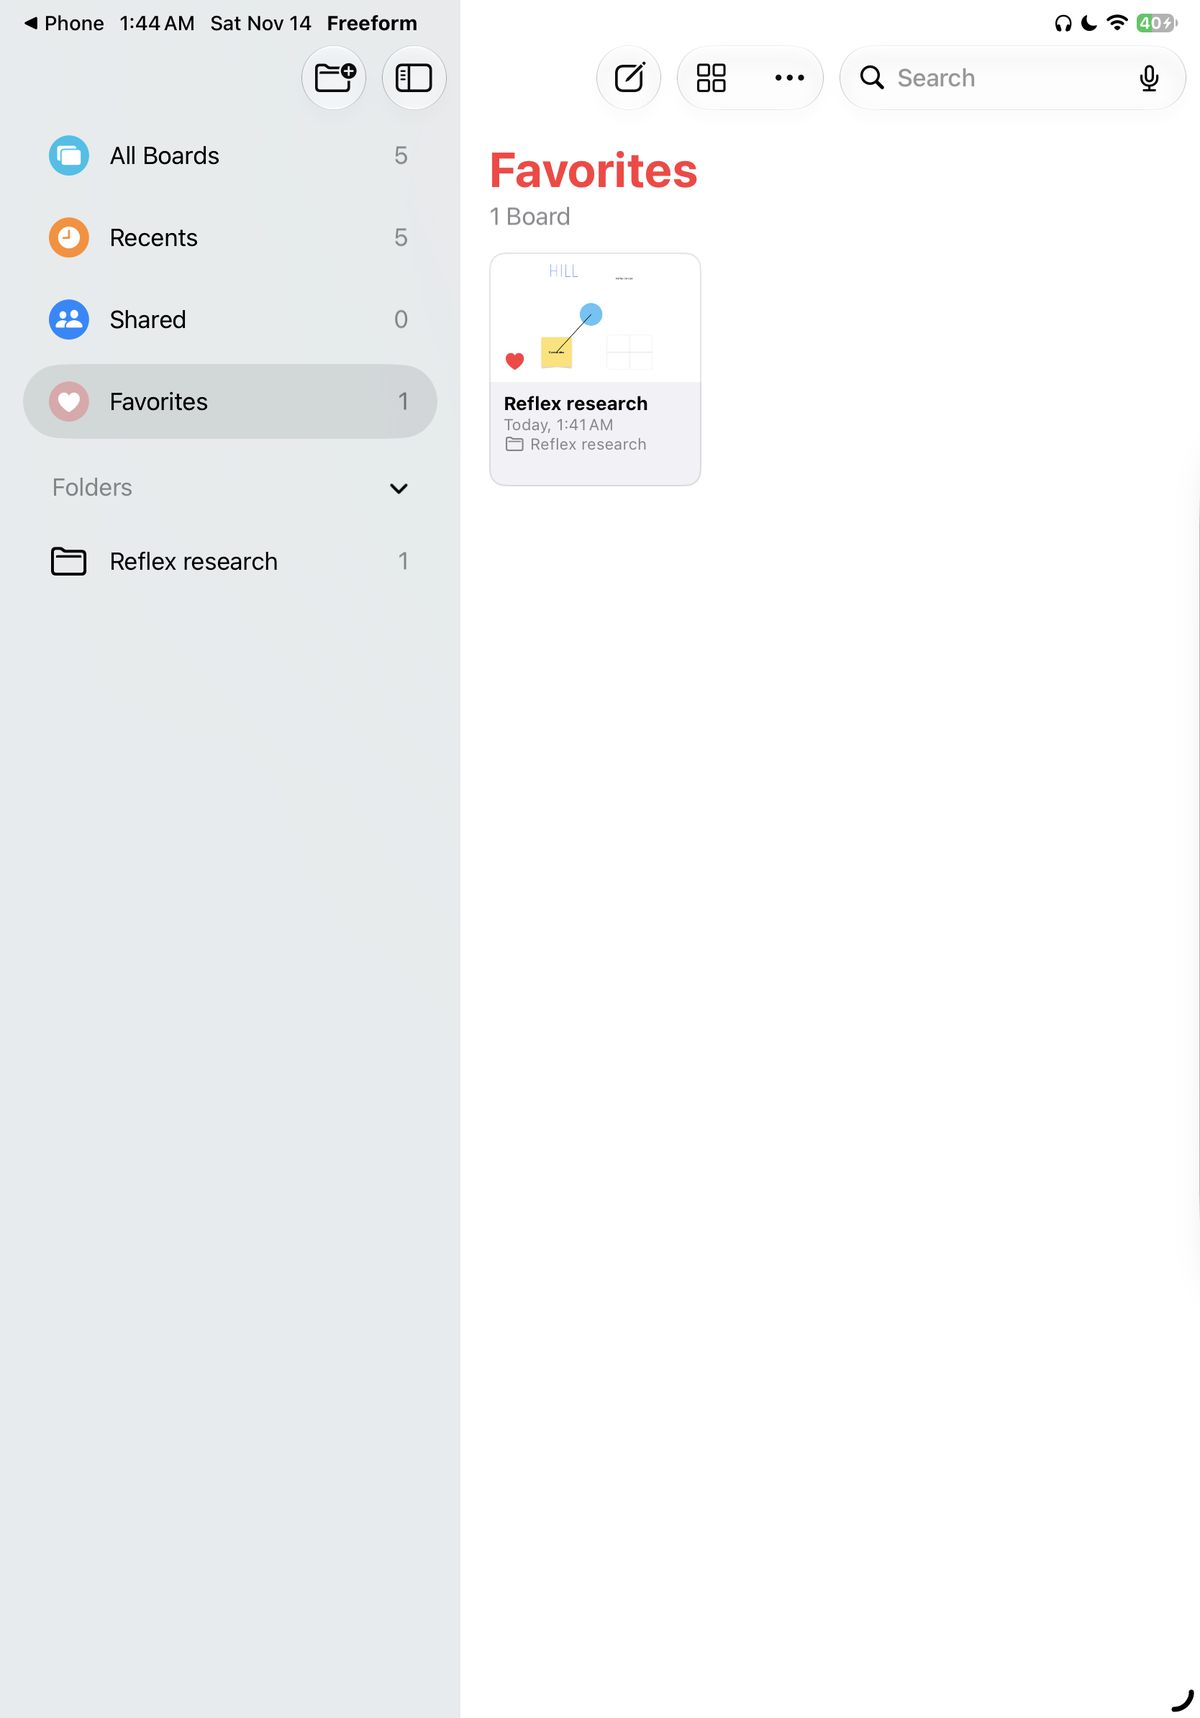 Phone 1:44 AM Sat Nov 14 Freeform
40
Search
All Boards 5
Recents 5
Shared 0
Favorites 1
Folders
Reflex research 1
Favorites
1 Board
HILL
Reflex research
Today, 1:41 AM
Reflex research